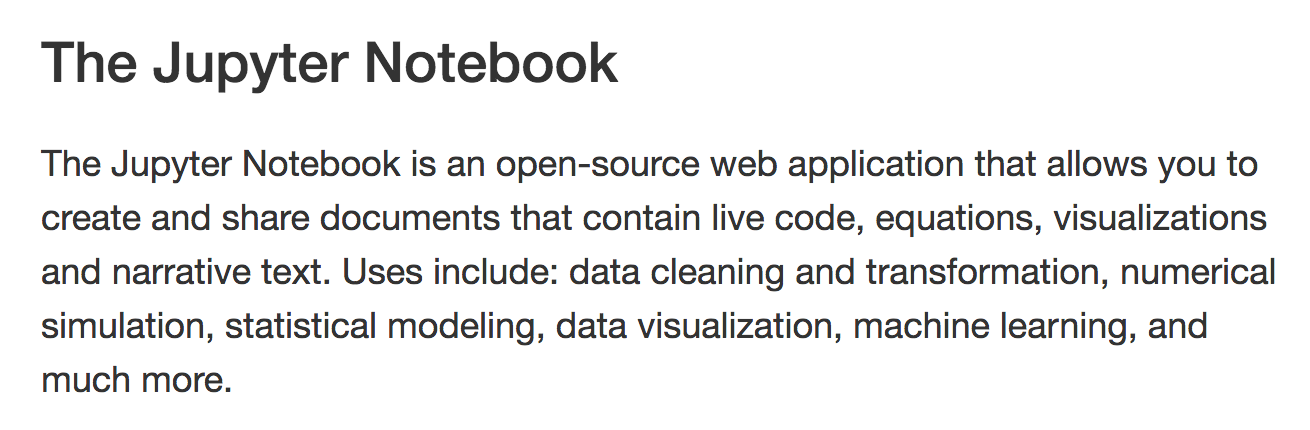 The Jupyter Notebook
The Jupyter Notebook is an open-source web application that allows you to
create and share documents that contain live code, equations, visualizations
and narrative text. Uses include: data cleaning and transformation, numerical
simulation, statistical modeling, data visualization, machine learning, and
much more.